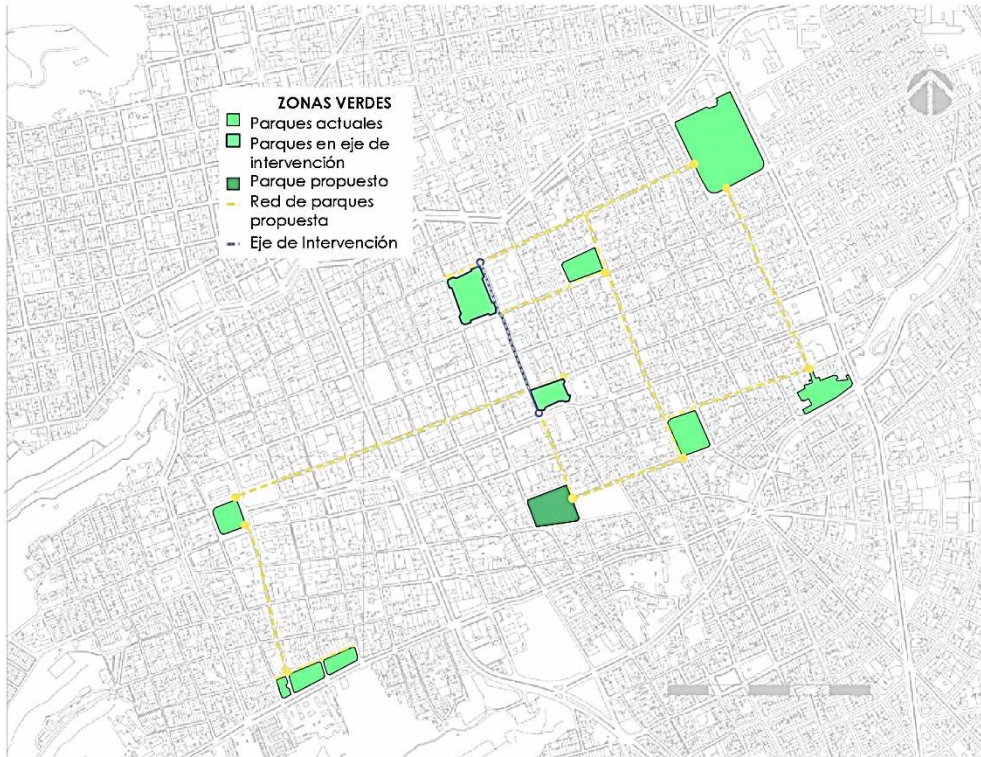 ZONAS VERDES
Parques actuales
Parques en eje de
intervención
Parque propuesto
Red de parques
propuesta
Eje de Intervención